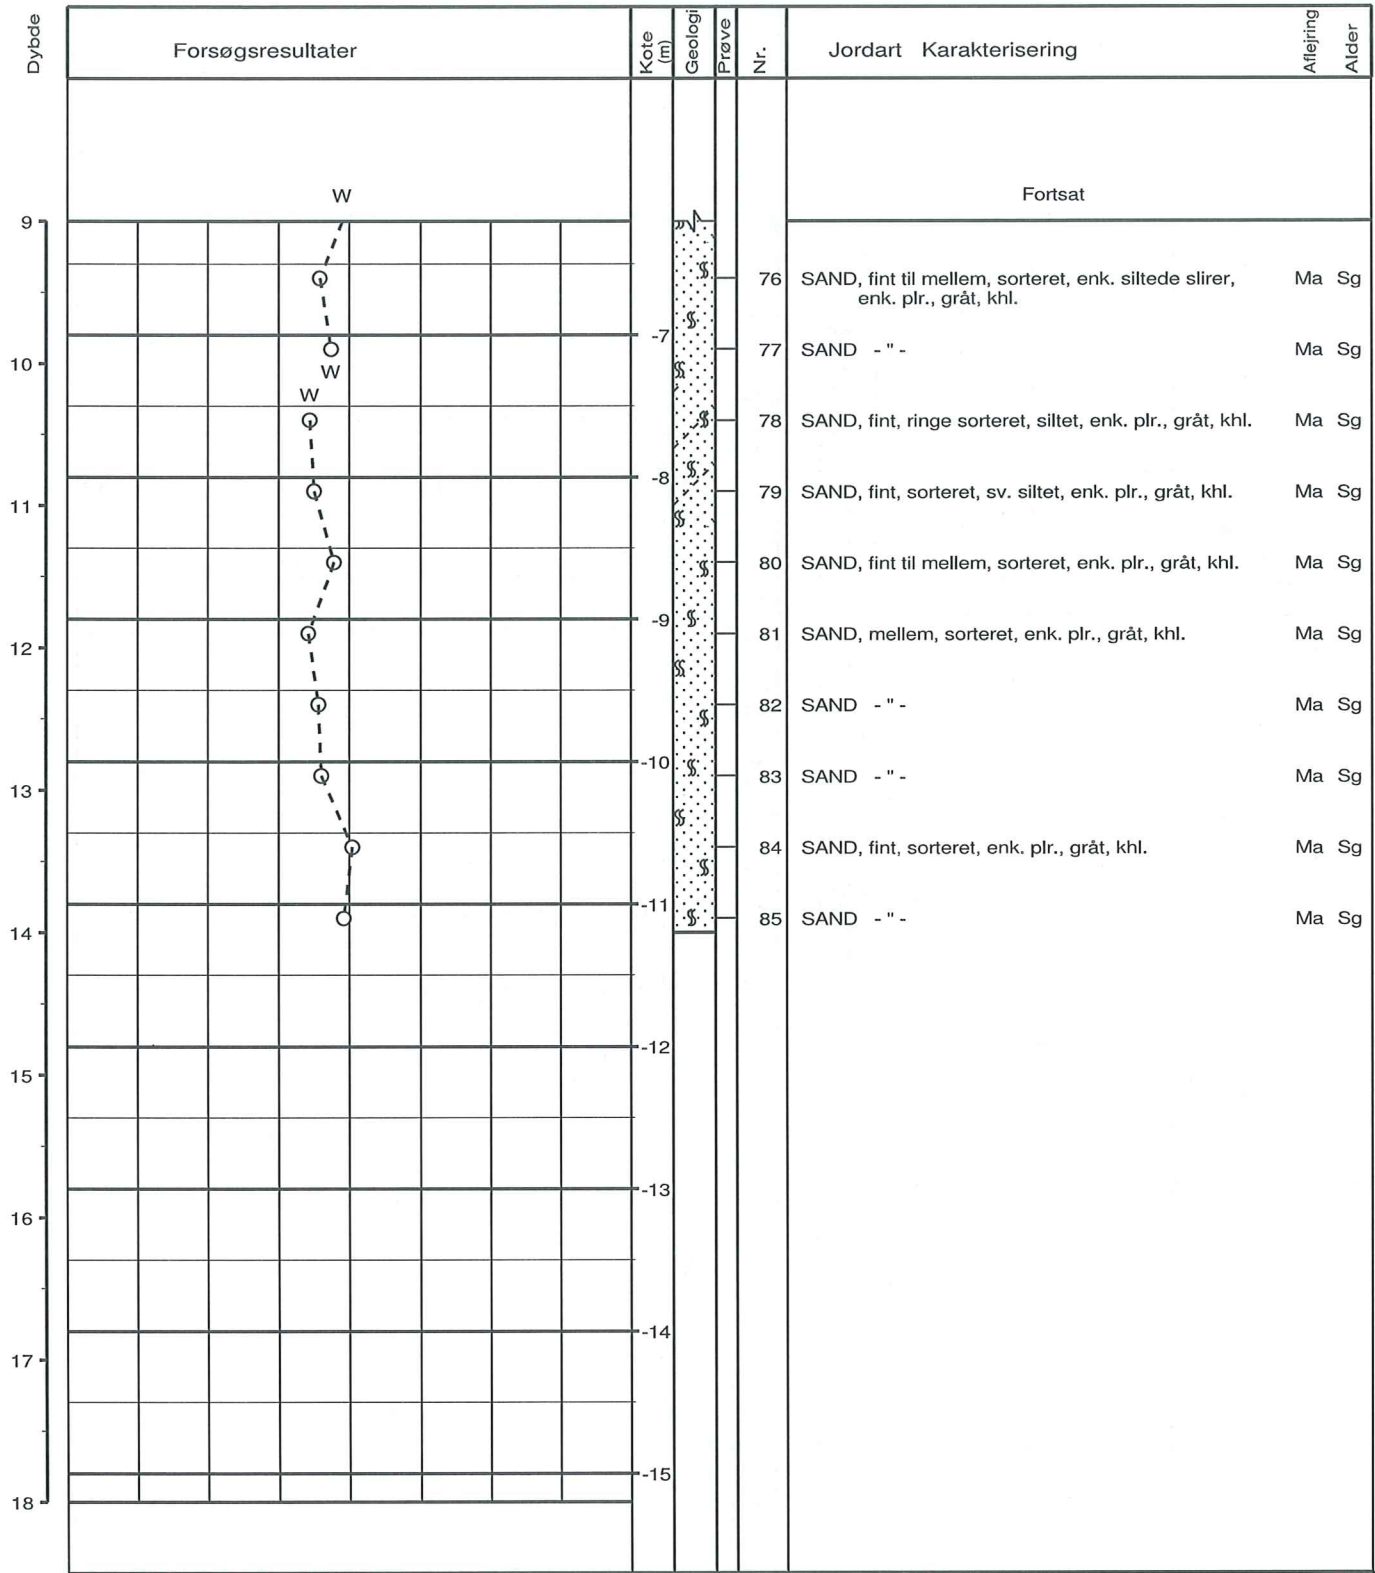 Dybde
Forsøgsresultater
Kote (m)
Geologi
Prøve
Nr.
Jordart Karakterisering
Aflejring
Alder
W
Fortsat
9
76 SAND, fint til mellem, sorteret, enk. siltede slirer, Ma Sg
enk. plr., gråt, khl.
-7
77 SAND - " - Ma Sg
10
W
W
78 SAND, fint, ringe sorteret, siltet, enk. plr., gråt, khl. Ma Sg
-8
79 SAND, fint, sorteret, sv. siltet, enk. plr., gråt, khl. Ma Sg
11
80 SAND, fint til mellem, sorteret, enk. plr., gråt, khl. Ma Sg
-9
81 SAND, mellem, sorteret, enk. plr., gråt, khl. Ma Sg
12
82 SAND - " - Ma Sg
-10
83 SAND - " - Ma Sg
13
84 SAND, fint, sorteret, enk. plr., gråt, khl. Ma Sg
-11
85 SAND - " - Ma Sg
14
-12
15
-13
16
-14
17
-15
18